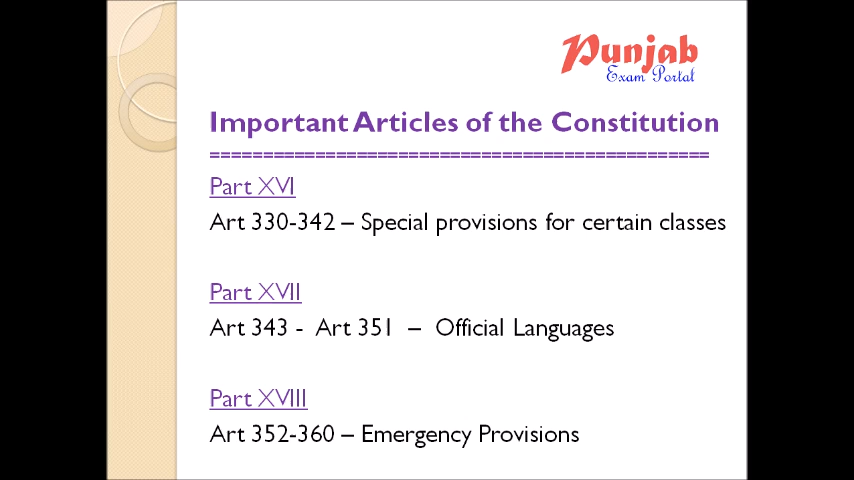 Punjab
Exam Portal
Important Articles of the Constitution
================================================
Part XVI
Art 330-342 – Special provisions for certain classes
Part XVII
Art 343 - Art 351 – Official Languages
Part XVIII
Art 352-360 – Emergency Provisions